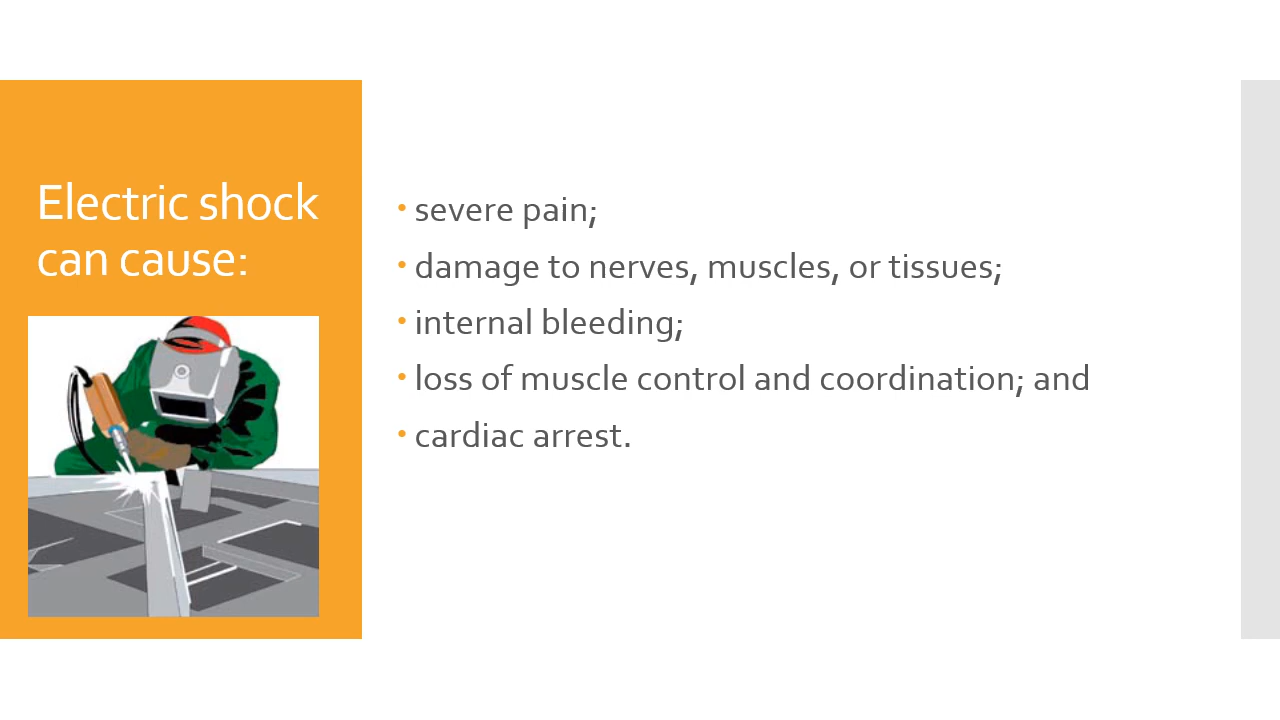 Electric shock
can cause:
• severe pain;
• damage to nerves, muscles, or tissues;
• internal bleeding;
• loss of muscle control and coordination; and
• cardiac arrest.